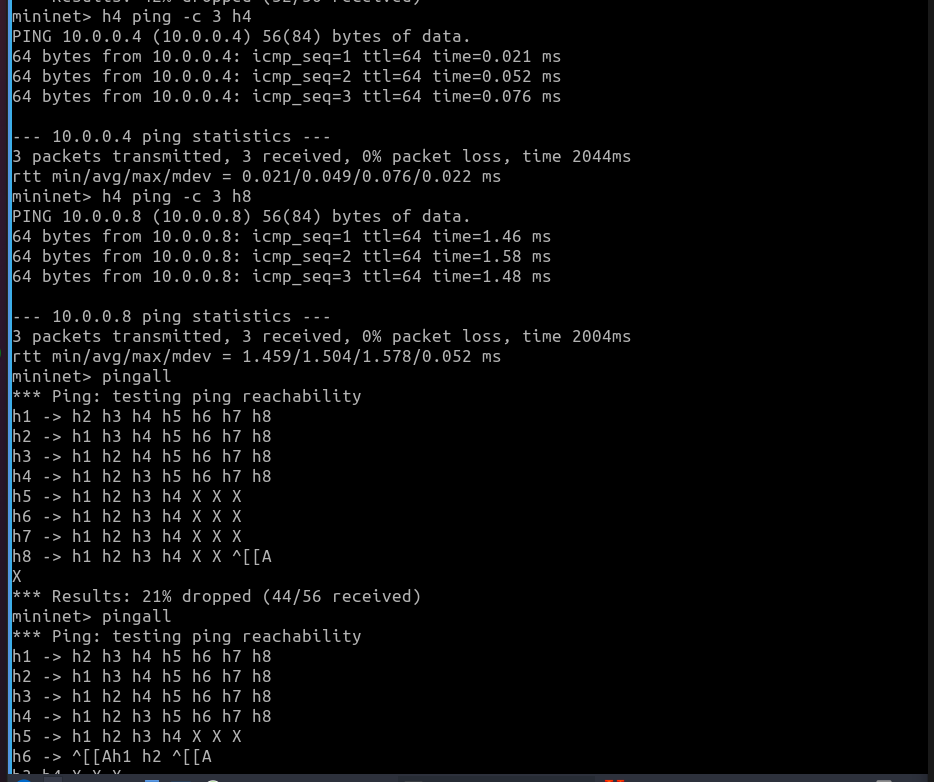 Results: 42% dropped (32/56 received)
mininet> h4 ping -c 3 h4
PING 10.0.0.4 (10.0.0.4) 56(84) bytes of data.
64 bytes from 10.0.0.4: icmp_seq=1 ttl=64 time=0.021 ms
64 bytes from 10.0.0.4: icmp_seq=2 ttl=64 time=0.052 ms
64 bytes from 10.0.0.4: icmp_seq=3 ttl=64 time=0.076 ms
--- 10.0.0.4 ping statistics ---
3 packets transmitted, 3 received, 0% packet loss, time 2044ms
rtt min/avg/max/mdev = 0.021/0.049/0.076/0.022 ms
mininet> h4 ping -c 3 h8
PING 10.0.0.8 (10.0.0.8) 56(84) bytes of data.
64 bytes from 10.0.0.8: icmp_seq=1 ttl=64 time=1.46 ms
64 bytes from 10.0.0.8: icmp_seq=2 ttl=64 time=1.58 ms
64 bytes from 10.0.0.8: icmp_seq=3 ttl=64 time=1.48 ms
--- 10.0.0.8 ping statistics ---
3 packets transmitted, 3 received, 0% packet loss, time 2004ms
rtt min/avg/max/mdev = 1.459/1.504/1.578/0.052 ms
mininet> pingall
*** Ping: testing ping reachability
h1 -> h2 h3 h4 h5 h6 h7 h8
h2 -> h1 h3 h4 h5 h6 h7 h8
h3 -> h1 h2 h4 h5 h6 h7 h8
h4 -> h1 h2 h3 h5 h6 h7 h8
h5 -> h1 h2 h3 h4 X X X
h6 -> h1 h2 h3 h4 X X X
h7 -> h1 h2 h3 h4 X X X
h8 -> h1 h2 h3 h4 X X ^[[A
X
*** Results: 21% dropped (44/56 received)
mininet> pingall
*** Ping: testing ping reachability
h1 -> h2 h3 h4 h5 h6 h7 h8
h2 -> h1 h3 h4 h5 h6 h7 h8
h3 -> h1 h2 h4 h5 h6 h7 h8
h4 -> h1 h2 h3 h5 h6 h7 h8
h5 -> h1 h2 h3 h4 X X X
h6 -> ^[[Ah1 h2 ^[[A
h3 h4 X X X